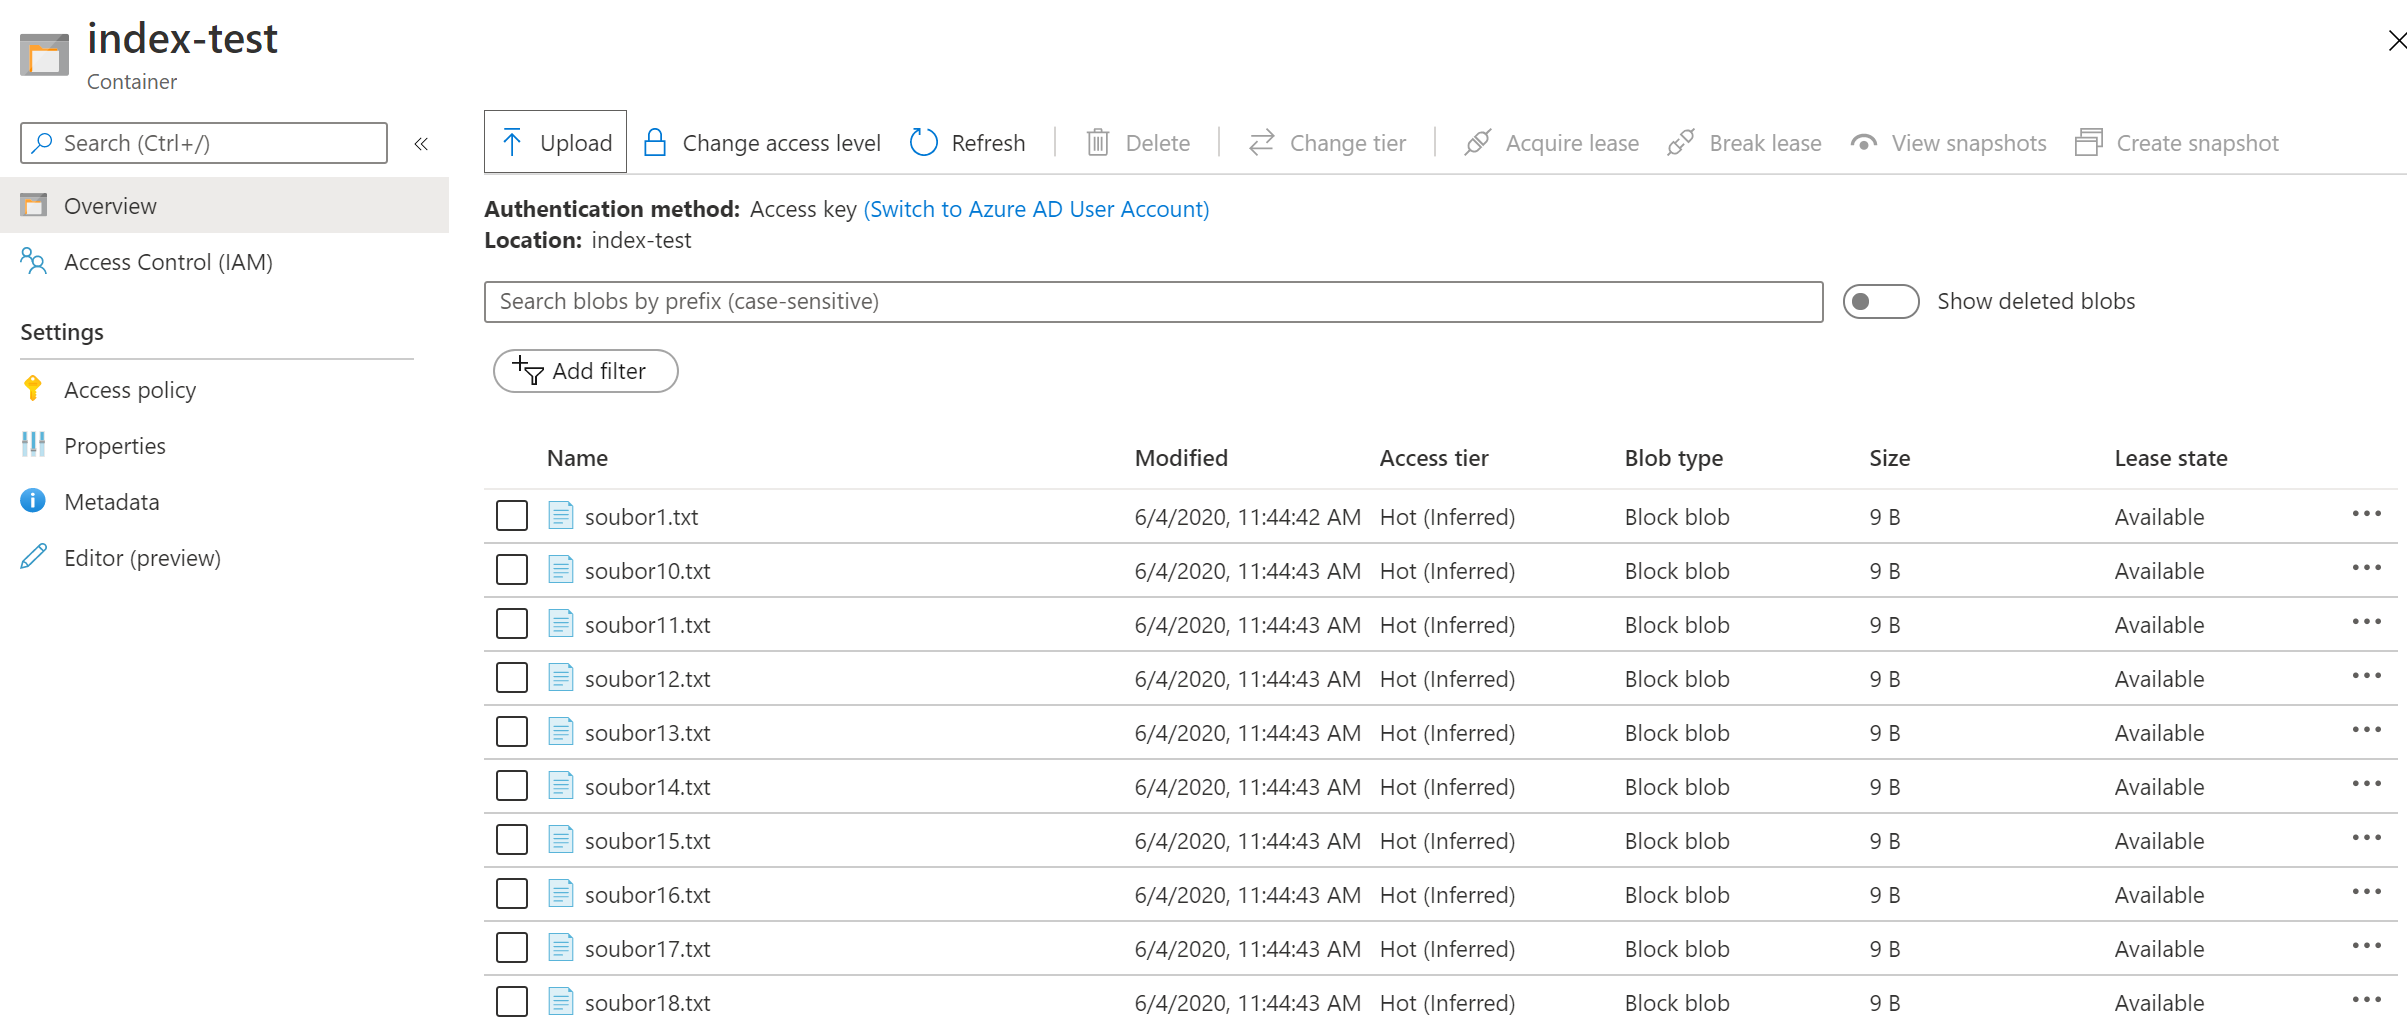 index-test
Container
Search (Ctrl+/)
«
Upload Change access level Refresh Delete Change tier Acquire lease Break lease View snapshots Create snapshot
Overview
Access Control (IAM)
Settings
Access policy
Properties
Metadata
Editor (preview)
Authentication method: Access key (Switch to Azure AD User Account)
Location: index-test
Search blobs by prefix (case-sensitive) Show deleted blobs
Add filter
Name Modified Access tier Blob type Size Lease state
soubor1.txt 6/4/2020, 11:44:42 AM Hot (Inferred) Block blob 9 B Available
soubor10.txt 6/4/2020, 11:44:43 AM Hot (Inferred) Block blob 9 B Available
soubor11.txt 6/4/2020, 11:44:43 AM Hot (Inferred) Block blob 9 B Available
soubor12.txt 6/4/2020, 11:44:43 AM Hot (Inferred) Block blob 9 B Available
soubor13.txt 6/4/2020, 11:44:43 AM Hot (Inferred) Block blob 9 B Available
soubor14.txt 6/4/2020, 11:44:43 AM Hot (Inferred) Block blob 9 B Available
soubor15.txt 6/4/2020, 11:44:43 AM Hot (Inferred) Block blob 9 B Available
soubor16.txt 6/4/2020, 11:44:43 AM Hot (Inferred) Block blob 9 B Available
soubor17.txt 6/4/2020, 11:44:43 AM Hot (Inferred) Block blob 9 B Available
soubor18.txt 6/4/2020, 11:44:43 AM Hot (Inferred) Block blob 9 B Available